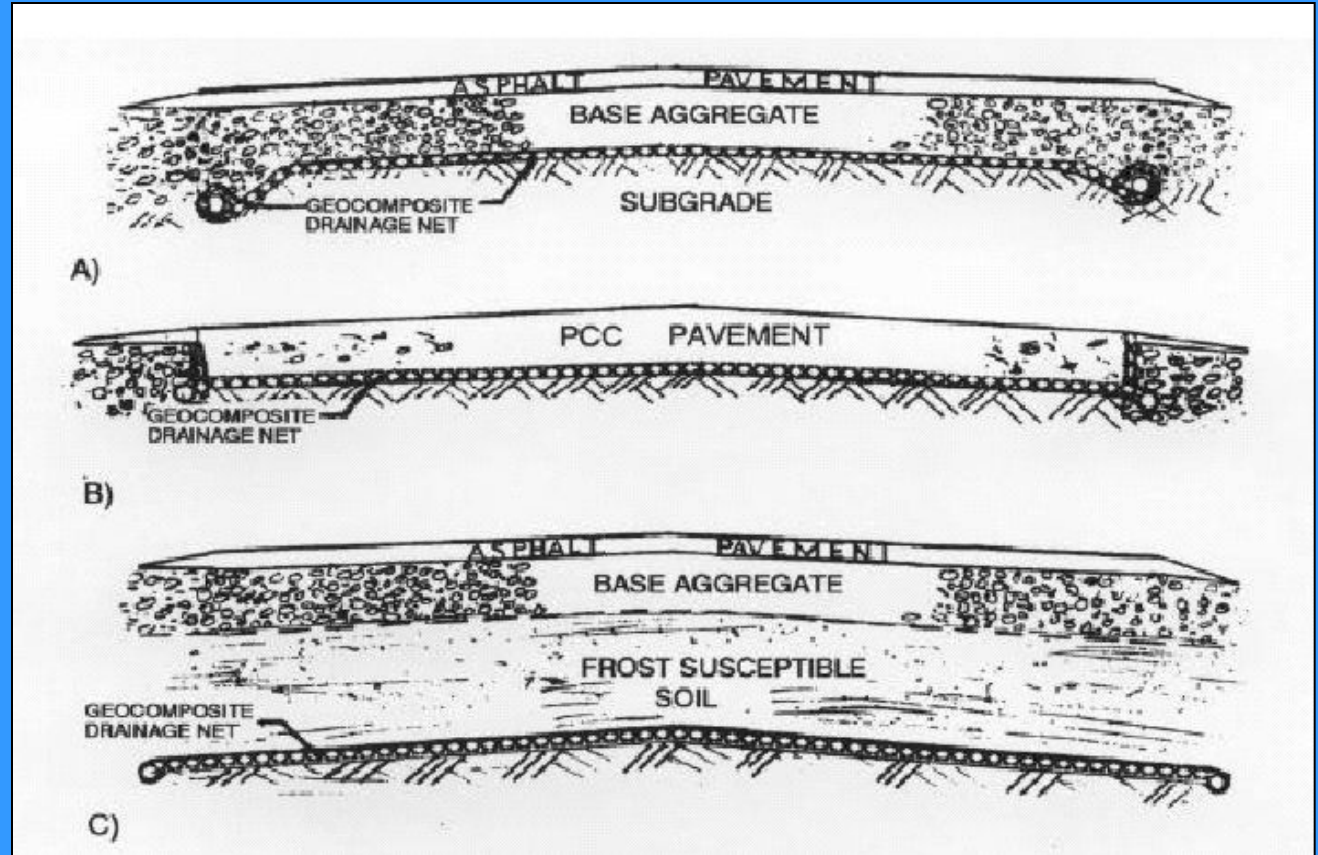 ASPHALT PAVEMENT
BASE AGGREGATE
GEOCOMPOSITE
DRAINAGE NET
SUBGRADE
A)
PCC PAVEMENT
GEOCOMPOSITE
DRAINAGE NET
B)
ASPHALT PAVEMENT
BASE AGGREGATE
FROST SUSCEPTIBLE
SOIL
GEOCOMPOSITE
DRAINAGE NET
C)